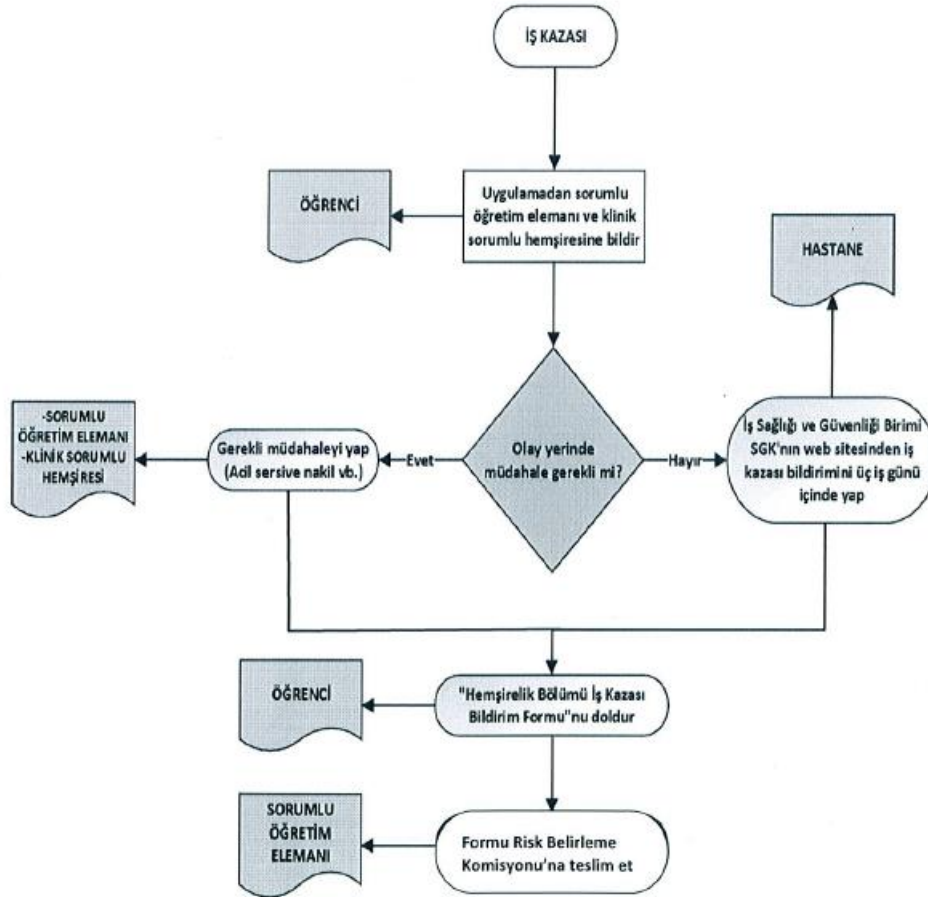 İŞ KAZASI
ÖĞRENCİ
Uygulamadan sorumlu
öğretim elemanı ve klinik
sorumlu hemşiresine bildir
HASTANE
-SORUMLU
ÖĞRETİM ELEMANI
-KLİNİK SORUMLU
HEMŞİRESİ
Gerekli müdahaleyi yap
(Acil sersive nakil vb.)
Evet
Olay yerinde
müdahale gerekli mi?
Hayır
İş Sağlığı ve Güvenliği Birimi
SGK'nın web sitesinden iş
kazası bildirimini üç iş günü
içinde yap
ÖĞRENCİ
"Hemşirelik Bölümü İş Kazası
Bildirim Formu"nu doldur
SORUMLU
ÖĞRETİM
ELEMANI
Formu Risk Belirleme
Komisyonu'na teslim et